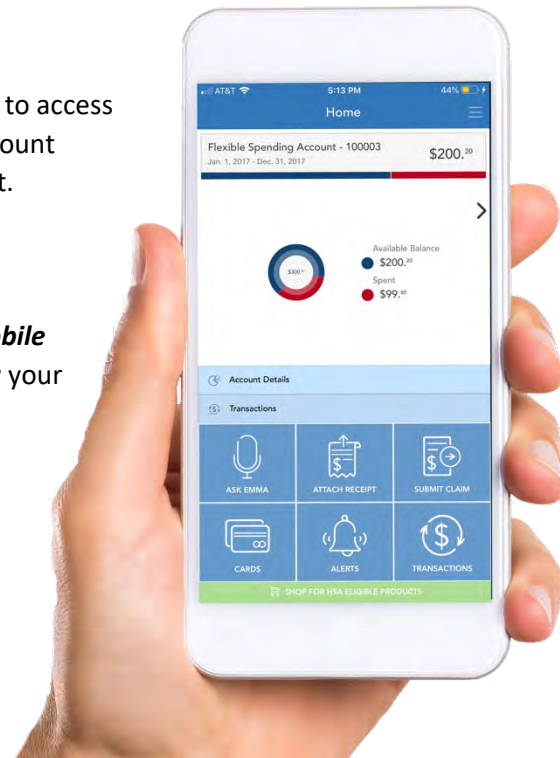 to access
ount
t.
bile
your
AT&T 5:13 PM 44%
Home
Flexible Spending Account - 100003
Jan. 1, 2017 - Dec. 31, 2017
$200.20
Available Balance
$200.20
Spent
$99.80
$300.00
Account Details
Transactions
ASK EMMA ATTACH RECEIPT SUBMIT CLAIM
CARDS ALERTS TRANSACTIONS
SHOP FOR HSA ELIGIBLE PRODUCTS